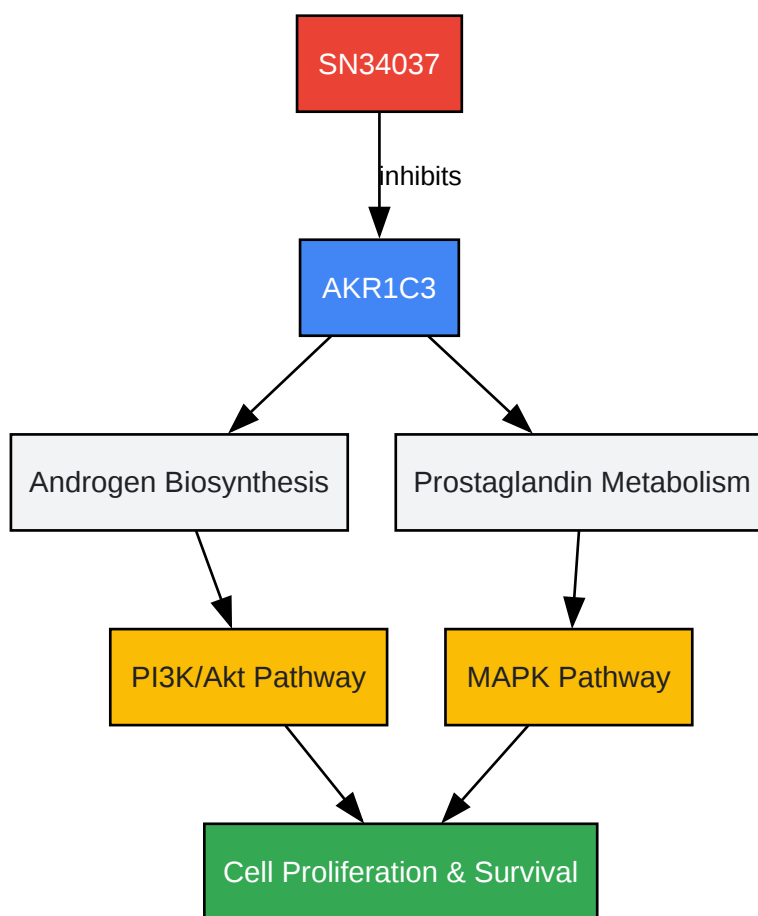 SN34037
inhibits
AKR1C3
Androgen Biosynthesis
Prostaglandin Metabolism
PI3K/Akt Pathway
MAPK Pathway
Cell Proliferation & Survival